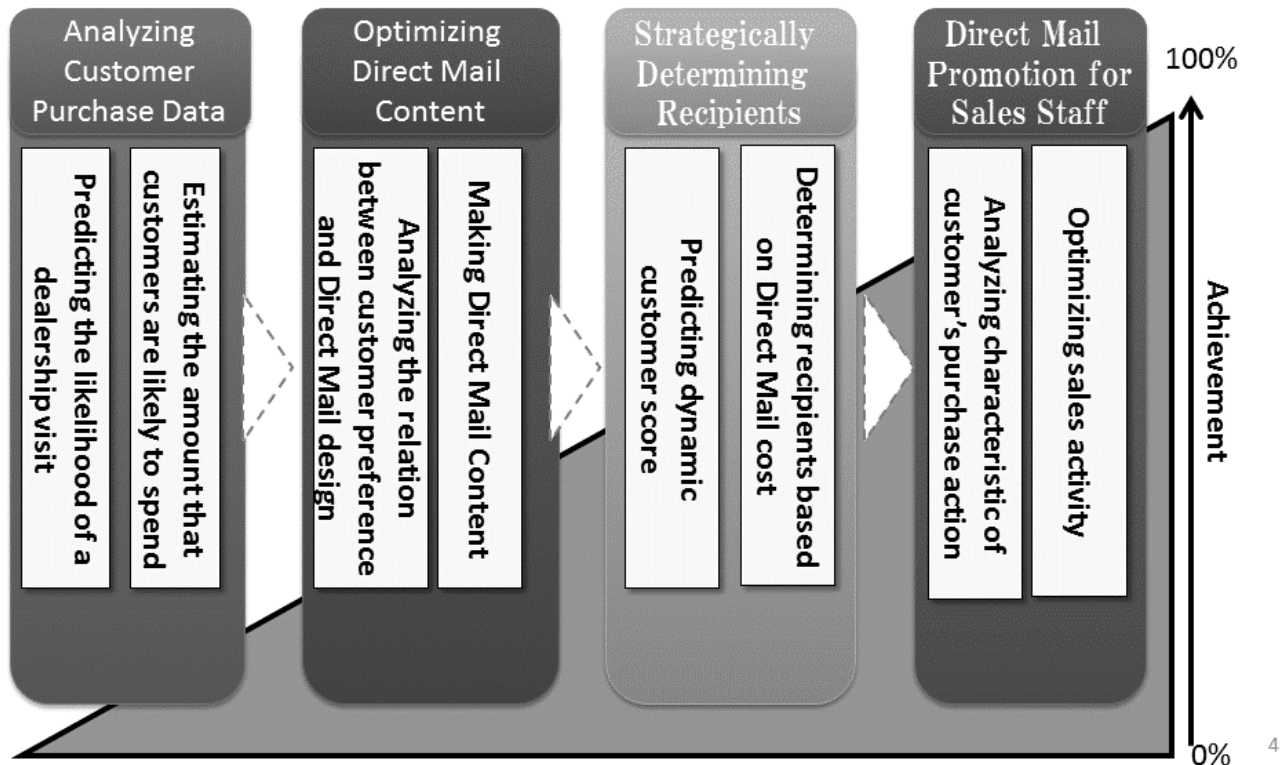 Analyzing
Customer
Purchase Data
Predicting the likelihood of a
dealership visit
Estimating the amount that
customers are likely to spend
Optimizing
Direct Mail
Content
Analyzing the relation
between customer preference
and Direct Mail design
Making Direct Mail Content
Strategically
Determining
Recipients
Predicting dynamic
customer score
Determining recipients based
on Direct Mail cost
Direct Mail
Promotion for
Sales Staff
Analyzing characteristic of
customer's purchase action
Optimizing sales activity
100%
Achievement
0%
4